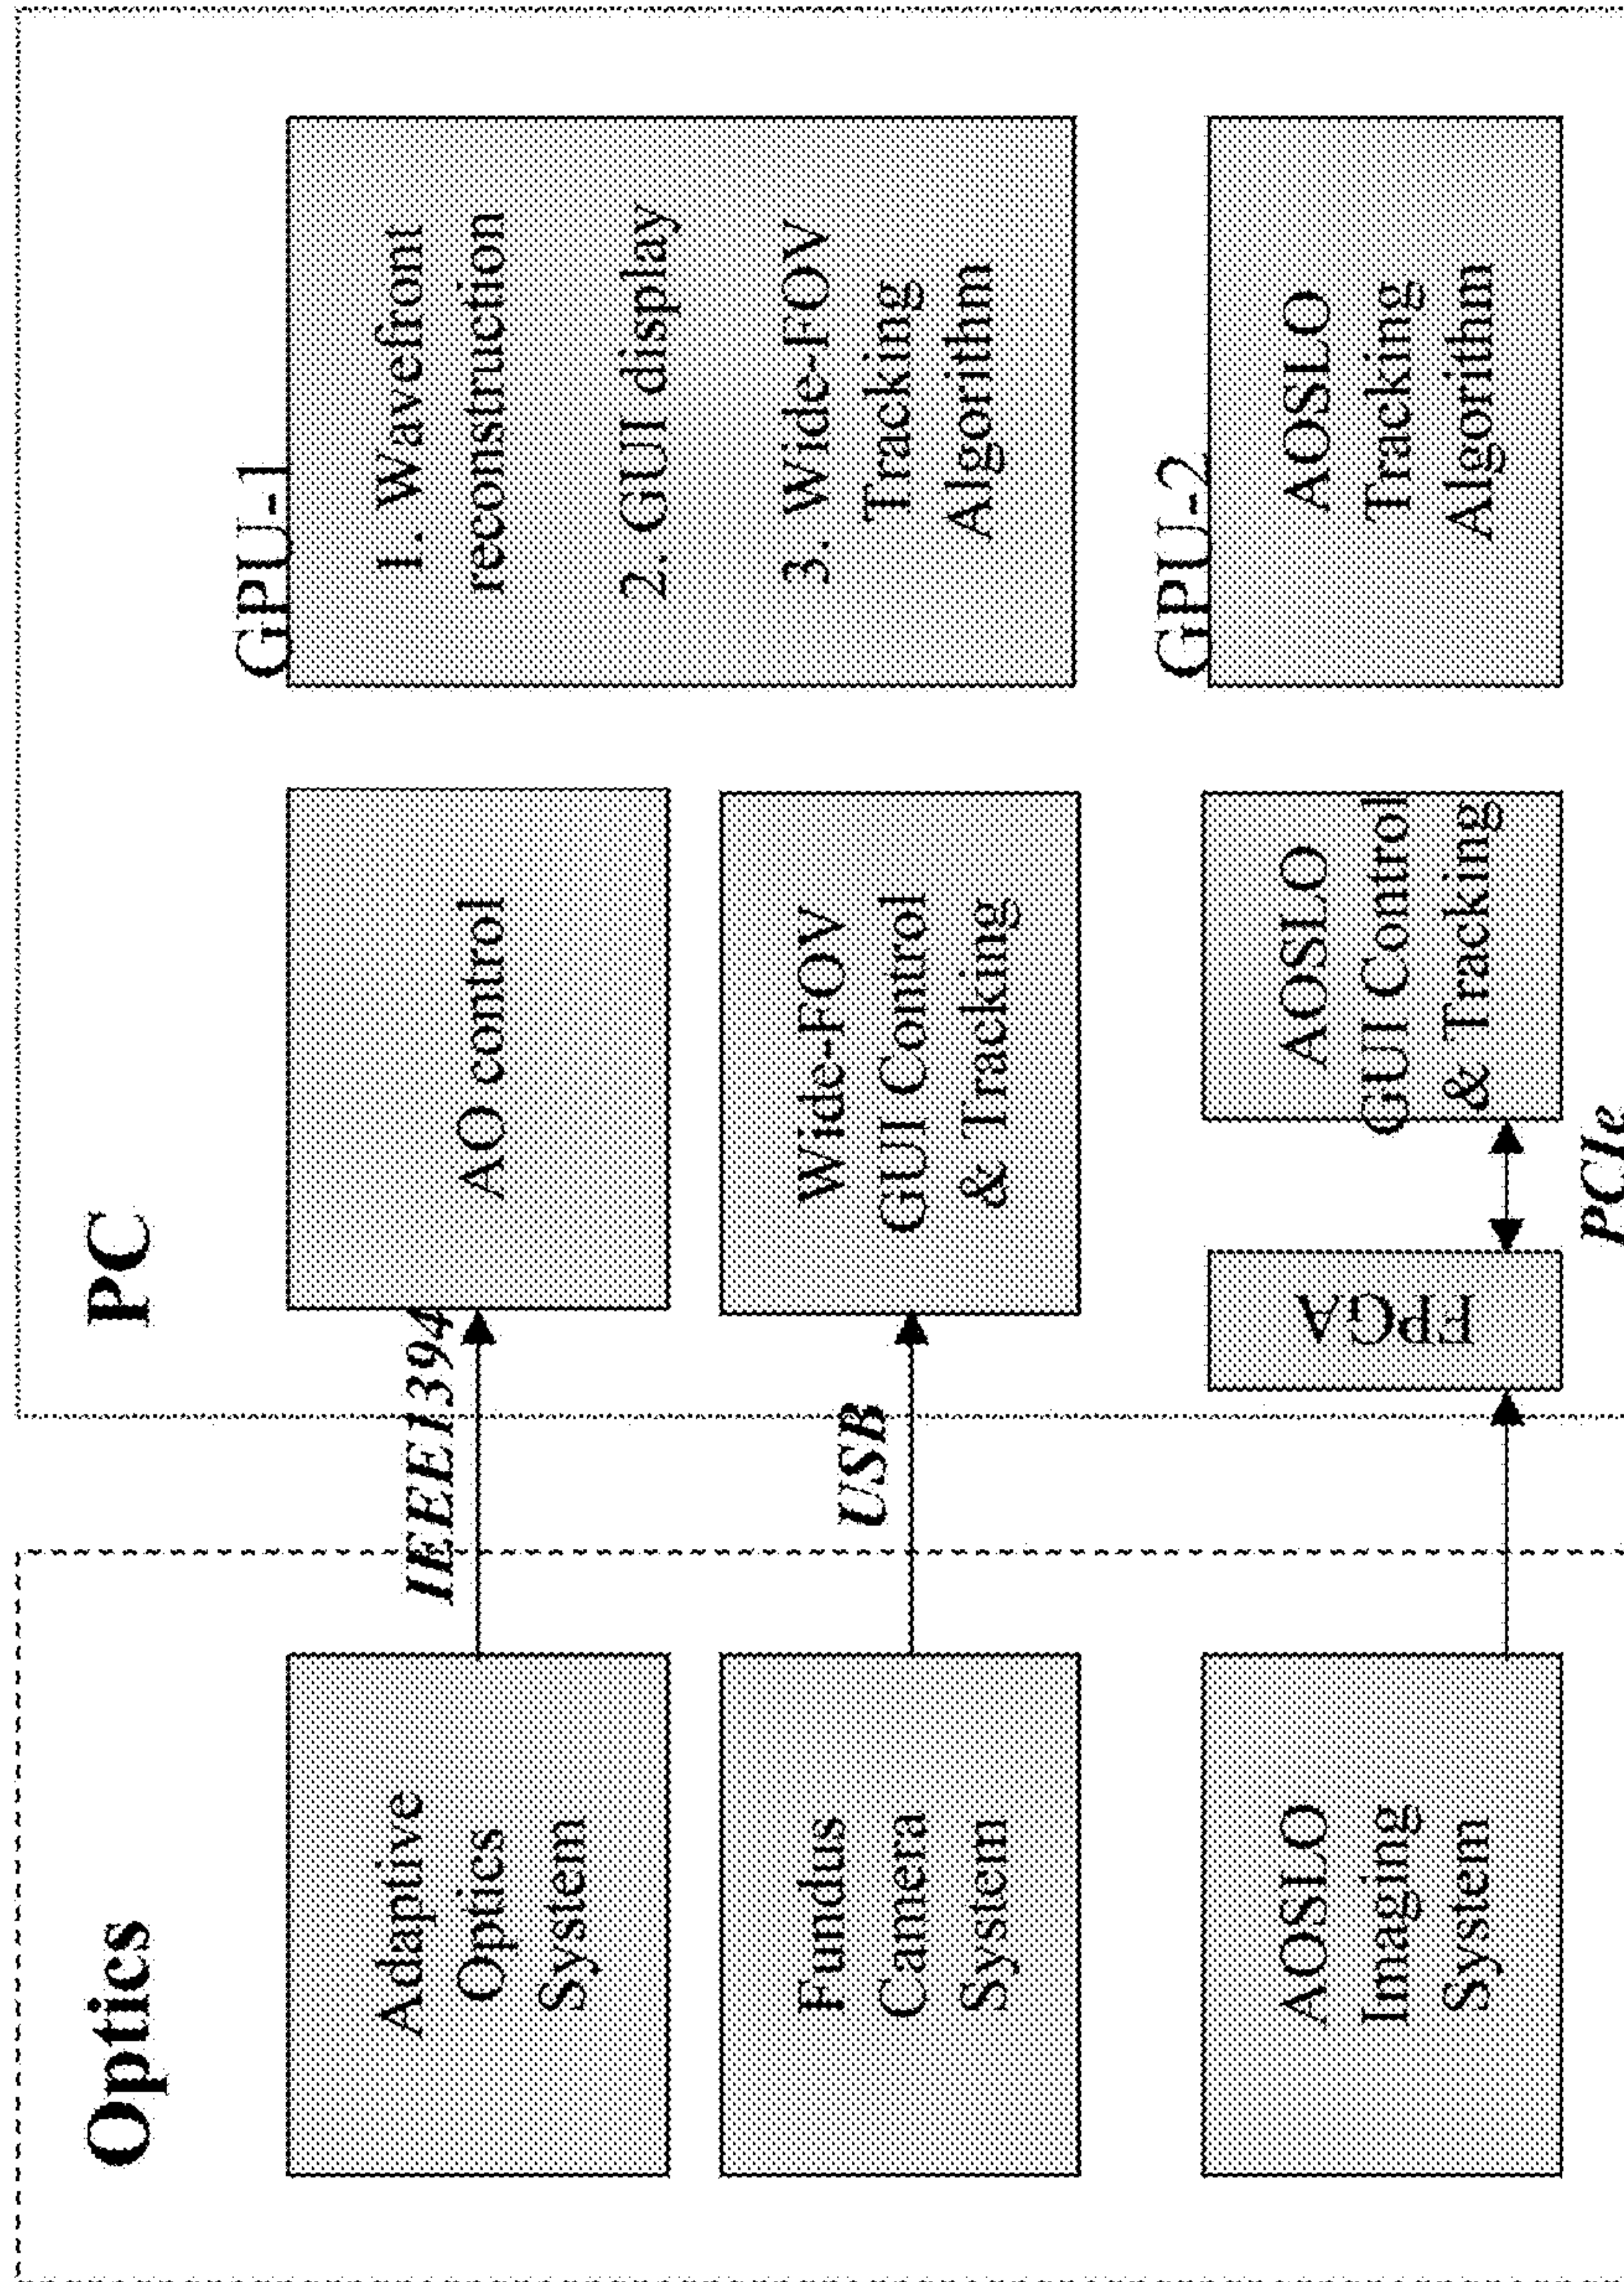 Optics
PC
Adaptive
Optics
System
IEEE1394
AO control
GPU-1
1. Wavefront
reconstruction
2. GUI display
3. Wide-FOV
Tracking
Algorithm
Fundus
Camera
System
USB
Wide-FOV
GUI Control
& Tracking
AOSLO
Imaging
System
FPGA
PCIe
AOSLO
GUI Control
& Tracking
GPU-2
AOSLO
Tracking
Algorithm